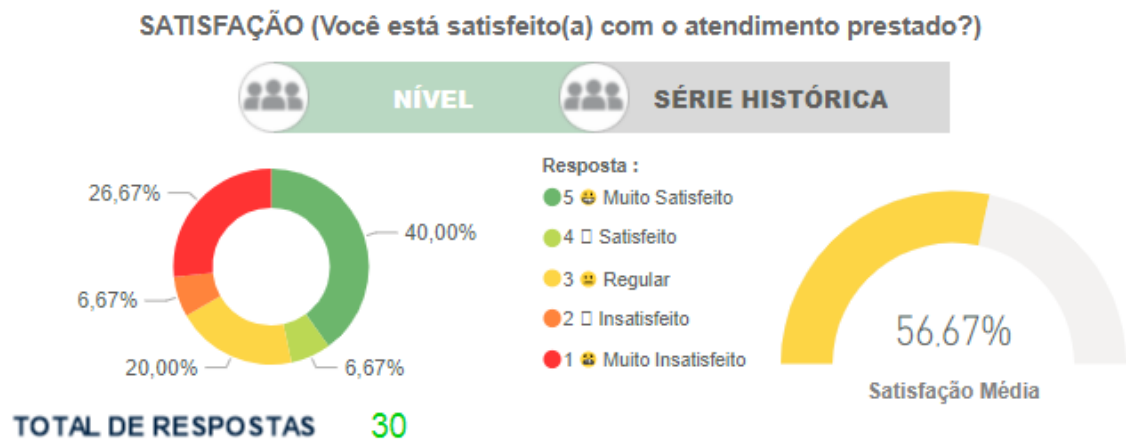 SATISFAÇÃO (Você está satisfeito(a) com o atendimento prestado?)
NÍVEL
SÉRIE HISTÓRICA
26,67%
40,00%
6,67%
20,00%
6,67%
Resposta :
5 😀 Muito Satisfeito
4 □ Satisfeito
3 😐 Regular
2 □ Insatisfeito
1 😫 Muito Insatisfeito
56,67%
Satisfação Média
TOTAL DE RESPOSTAS 30